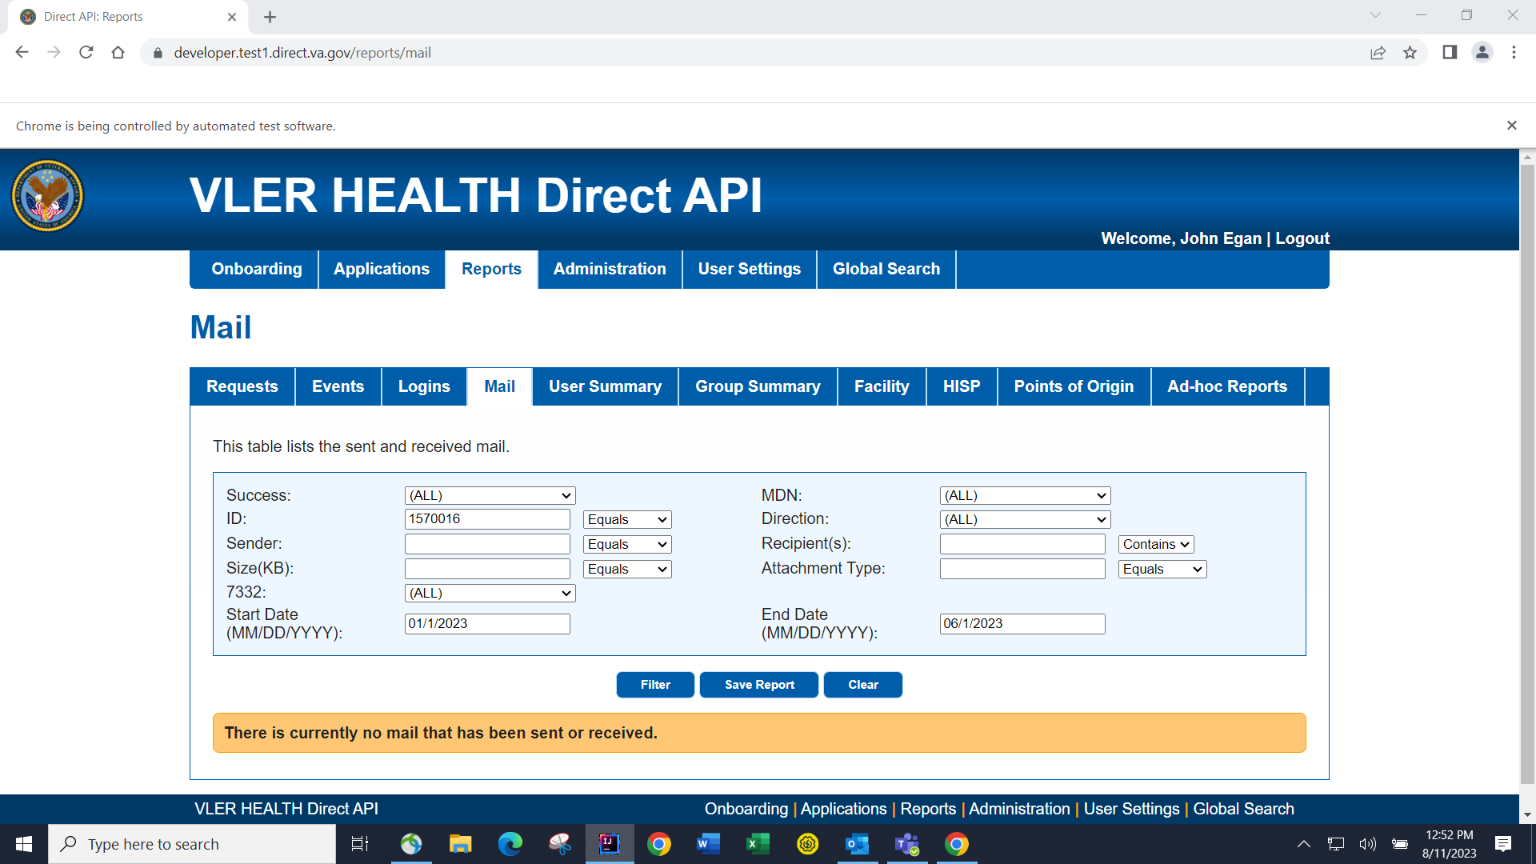 Direct API: Reports
developer.test1.direct.va.gov/reports/mail
Chrome is being controlled by automated test software.
VLER HEALTH Direct API
Welcome, John Egan | Logout
Onboarding Applications Reports Administration User Settings Global Search
Mail
Requests Events Logins Mail User Summary Group Summary Facility HISP Points of Origin Ad-hoc Reports
This table lists the sent and received mail.
Success: (ALL) MDN: (ALL)
ID: 1570016 Equals Direction: (ALL)
Sender: Equals Recipient(s): Contains
Size(KB): Equals Attachment Type: Equals
7332: (ALL)
Start Date (MM/DD/YYYY): 01/1/2023 End Date (MM/DD/YYYY): 06/1/2023
Filter Save Report Clear
There is currently no mail that has been sent or received.
VLER HEALTH Direct API Onboarding | Applications | Reports | Administration | User Settings | Global Search
Type here to search
12:52 PM
8/11/2023